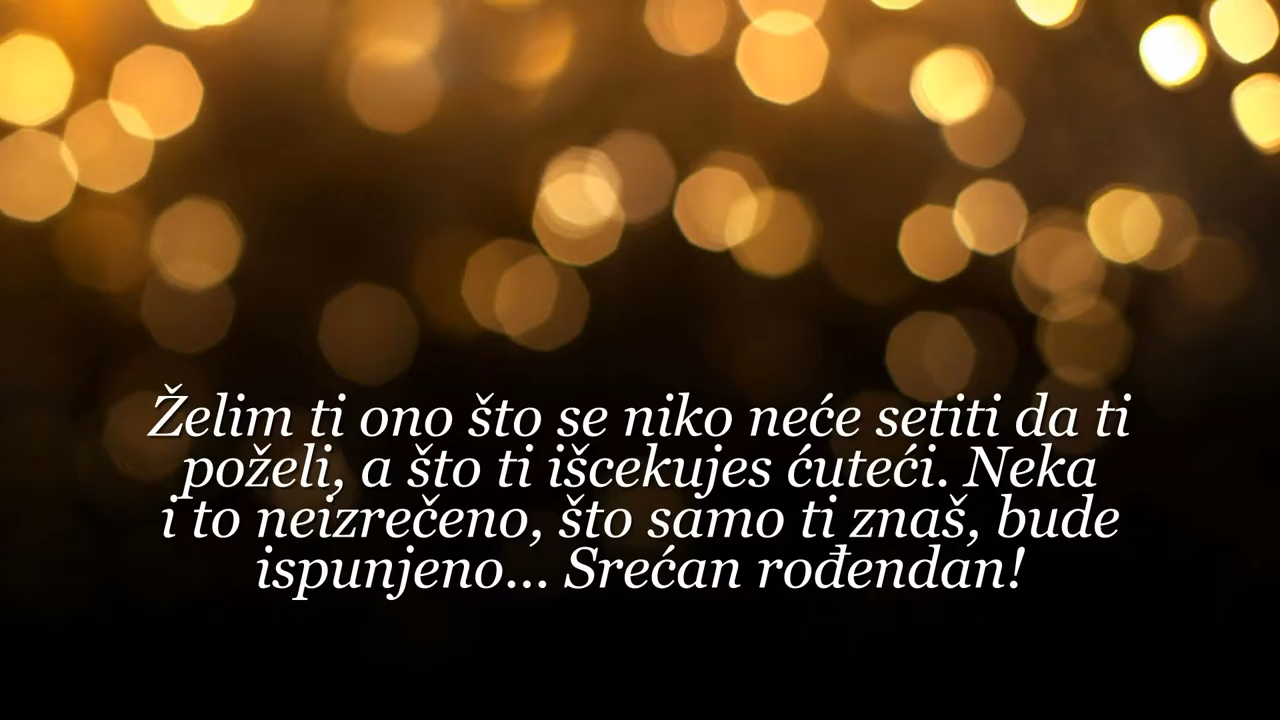 Želim ti ono što se niko neće setiti da ti
poželi, a što ti išcekujes ćuteći. Neka
i to neizrečeno, što samo ti znaš, bude
ispunjeno... Srećan rođendan!